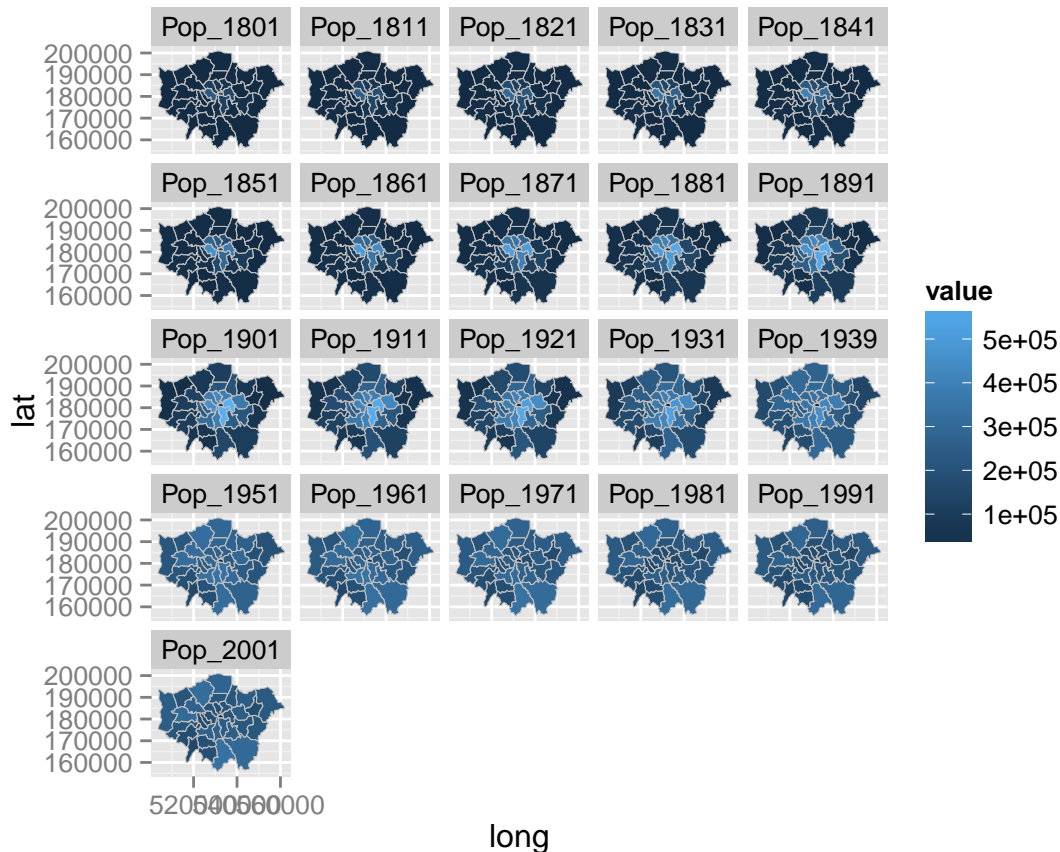 Pop_1801 Pop_1811 Pop_1821 Pop_1831 Pop_1841
200000
190000
180000
170000
160000
Pop_1851 Pop_1861 Pop_1871 Pop_1881 Pop_1891
200000
190000
180000
170000
160000
Pop_1901 Pop_1911 Pop_1921 Pop_1931 Pop_1939
200000
190000
180000
170000
160000
Pop_1951 Pop_1961 Pop_1971 Pop_1981 Pop_1991
200000
190000
180000
170000
160000
Pop_2001
200000
190000
180000
170000
160000
520000 540000 560000
long
lat
value
5e+05
4e+05
3e+05
2e+05
1e+05